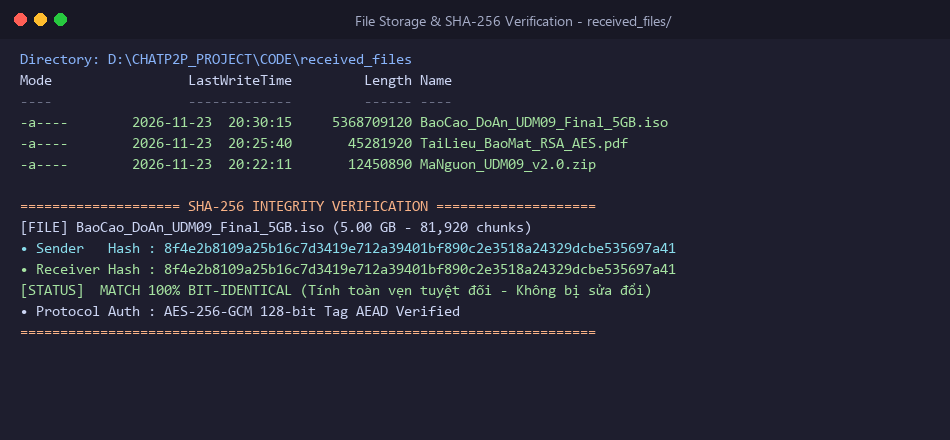 File Storage & SHA-256 Verification - received_files/
Directory: D:\CHATP2P_PROJECT\CODE\received_files
Mode                 LastWriteTime         Length Name
----                 -------------         ------ ----
-a----        2026-11-23  20:30:15     5368709120 BaoCao_DoAn_UDM09_Final_5GB.iso
-a----        2026-11-23  20:25:40       45281920 TaiLieu_BaoMat_RSA_AES.pdf
-a----        2026-11-23  20:22:11       12450890 MaNguon_UDM09_v2.0.zip
==================== SHA-256 INTEGRITY VERIFICATION ====================
[FILE] BaoCao_DoAn_UDM09_Final_5GB.iso (5.00 GB - 81,920 chunks)
• Sender   Hash : 8f4e2b8109a25b16c7d3419e712a39401bf890c2e3518a24329dcbe535697a41
• Receiver Hash : 8f4e2b8109a25b16c7d3419e712a39401bf890c2e3518a24329dcbe535697a41
[STATUS]  MATCH 100% BIT-IDENTICAL (Tính toàn vẹn tuyệt đối - Không bị sửa đổi)
• Protocol Auth : AES-256-GCM 128-bit Tag AEAD Verified
========================================================================